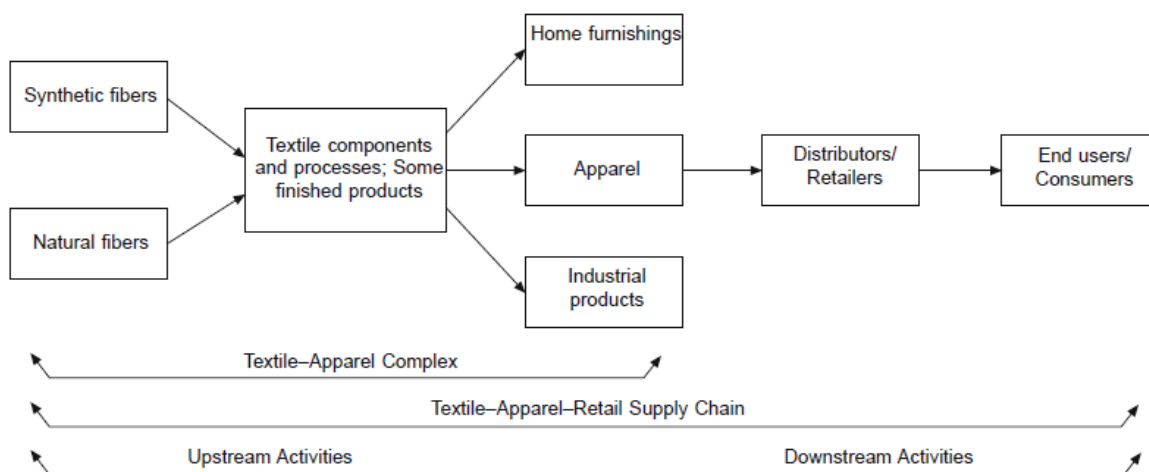 Home furnishings
Synthetic fibers
Textile components
and processes; Some
finished products
Apparel
Distributors/
Retailers
End users/
Consumers
Natural fibers
Industrial
products
Textile–Apparel Complex
Textile–Apparel–Retail Supply Chain
Upstream Activities
Downstream Activities